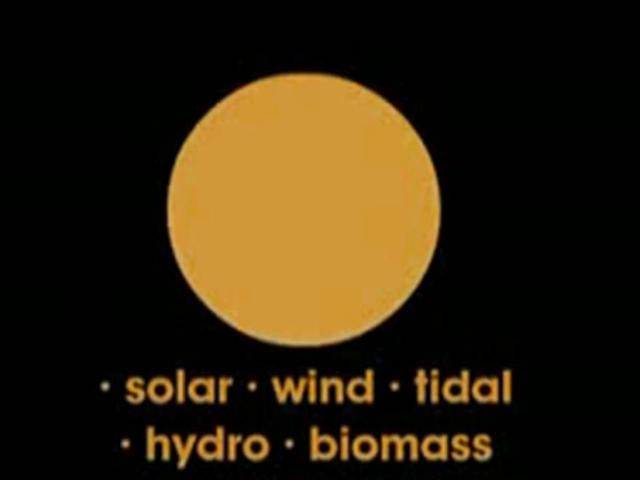 · solar · wind · tidal
· hydro · biomass